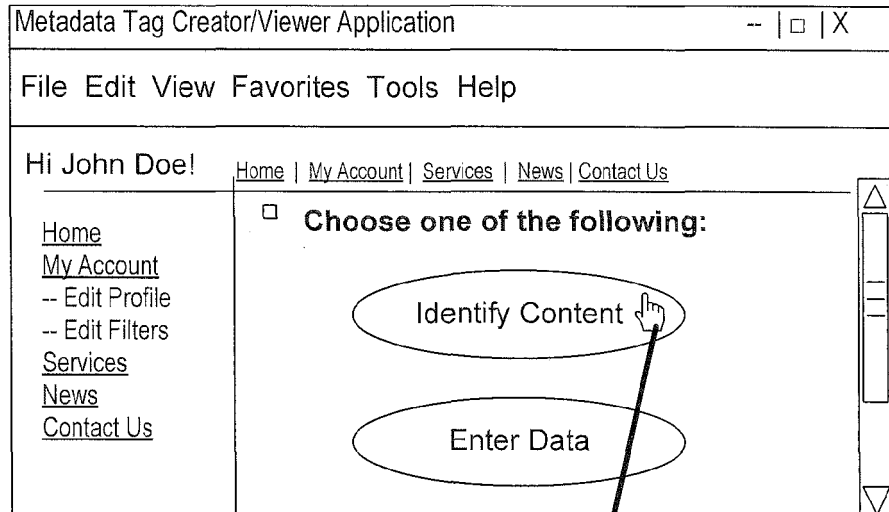 Metadata Tag Creator/Viewer Application -- | □ | X
File Edit View Favorites Tools Help
Hi John Doe!
Home | My Account | Services | News | Contact Us
Home
My Account
-- Edit Profile
-- Edit Filters
Services
News
Contact Us
Choose one of the following:
Identify Content
Enter Data